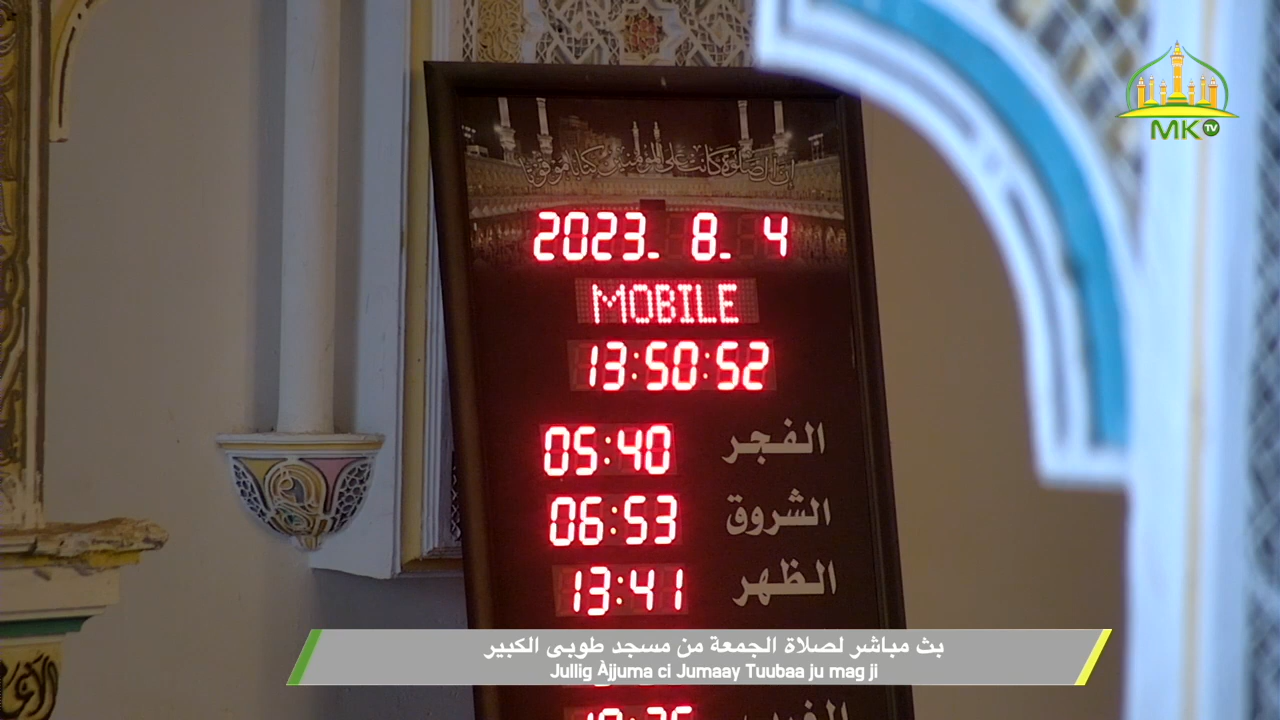 MK TV
إن الصلوة كانت على المؤمنين كتابا موقوتا
2023. 8. 4
MOBILE
13:50:52
05:40 الفجر
06:53 الشروق
13:41 الظهر
بث مباشر لصلاة الجمعة من مسجد طوبى الكبير
Jullig Àjjuma ci Jumaay Tuubaa ju mag ji